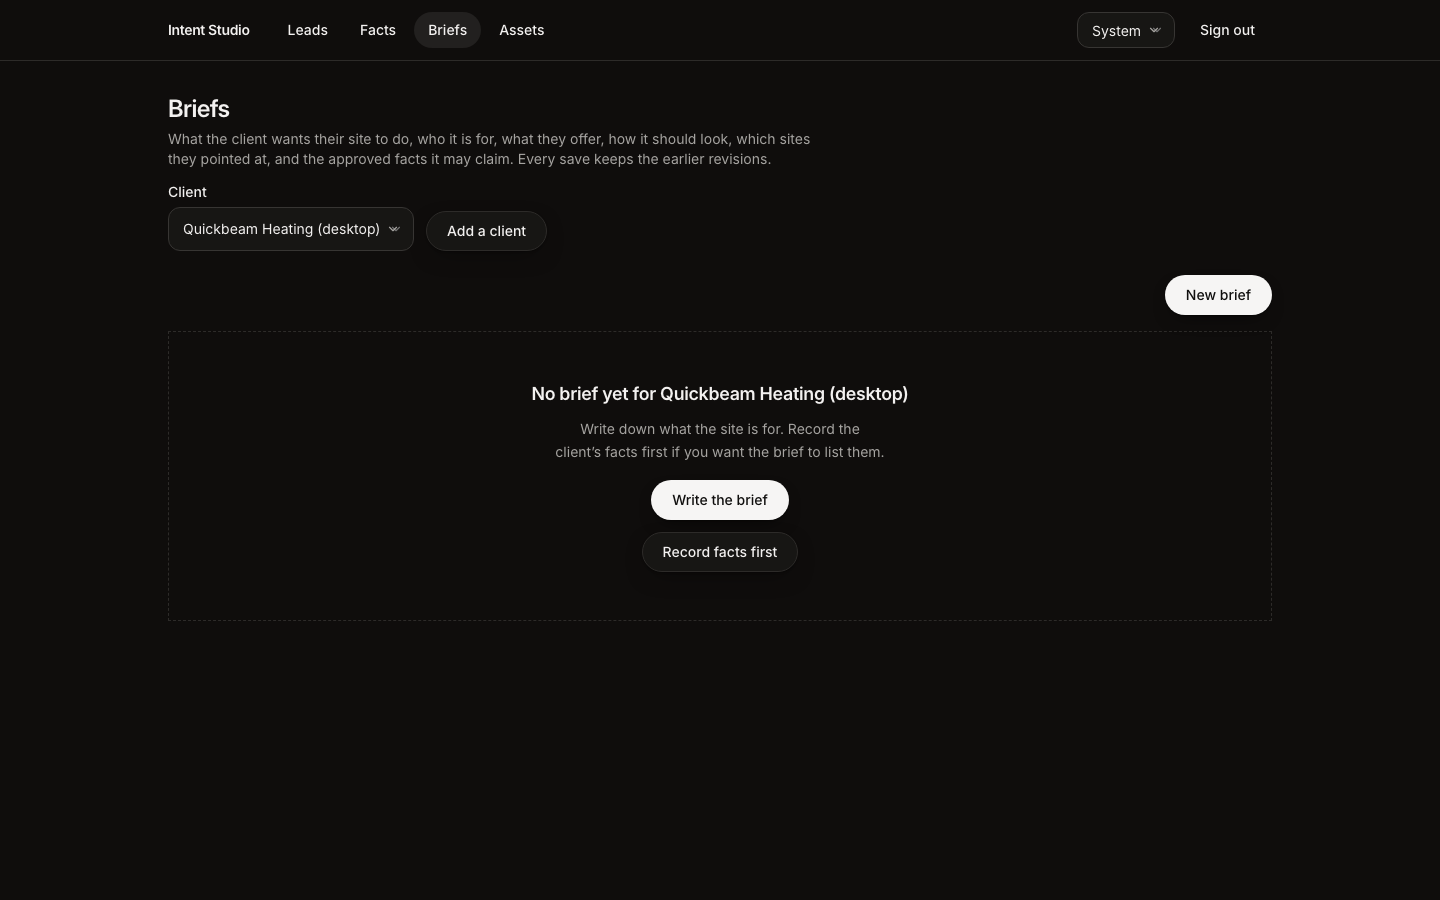 Intent Studio
Leads
Facts
Briefs
Assets
System
Sign out
Briefs
What the client wants their site to do, who it is for, what they offer, how it should look, which sites
they pointed at, and the approved facts it may claim. Every save keeps the earlier revisions.
Client
Quickbeam Heating (desktop)
Add a client
New brief
No brief yet for Quickbeam Heating (desktop)
Write down what the site is for. Record the
client’s facts first if you want the brief to list them.
Write the brief
Record facts first